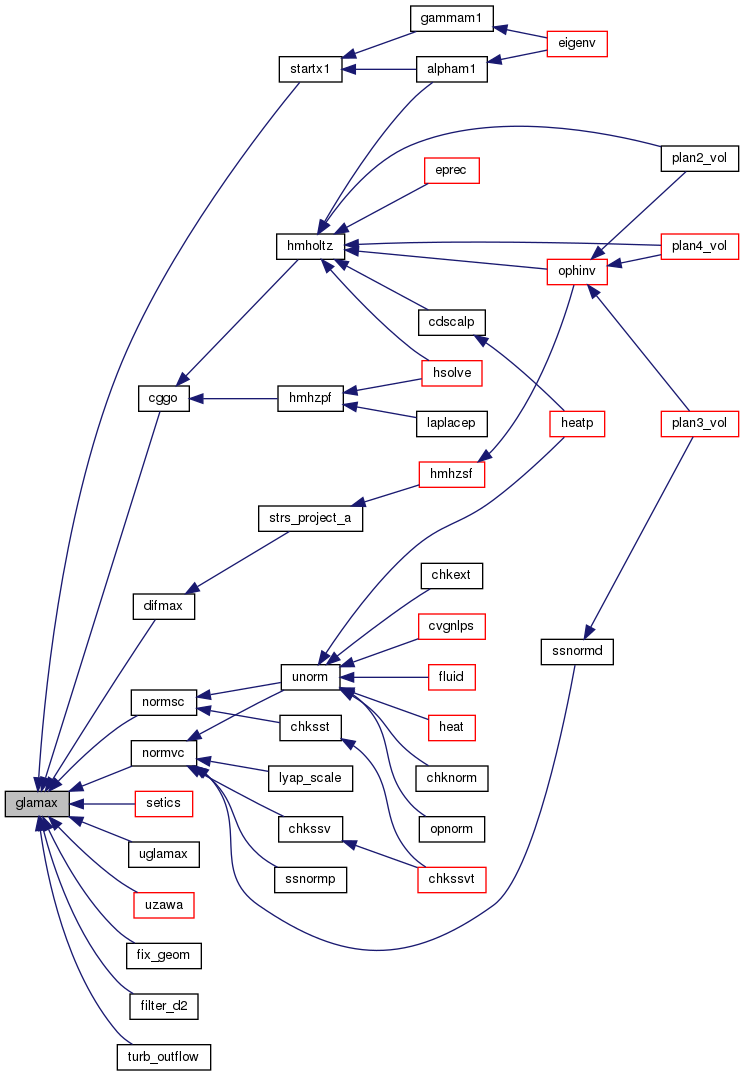 gammam1
eigenv
startx1
alpham1
plan2_vol
eprec
hmholtz
plan4_vol
ophinv
cdscalp
hsolve
cggo
hmhzpf
laplacep
heatp
plan3_vol
hmhzsf
strs_project_a
chkext
difmax
cvgnlps
ssnormd
unorm
fluid
normsc
chksst
heat
normvc
lyap_scale
chknorm
glamax
setics
chkssv
opnorm
uglamax
ssnormp
chkssvt
uzawa
fix_geom
filter_d2
turb_outflow